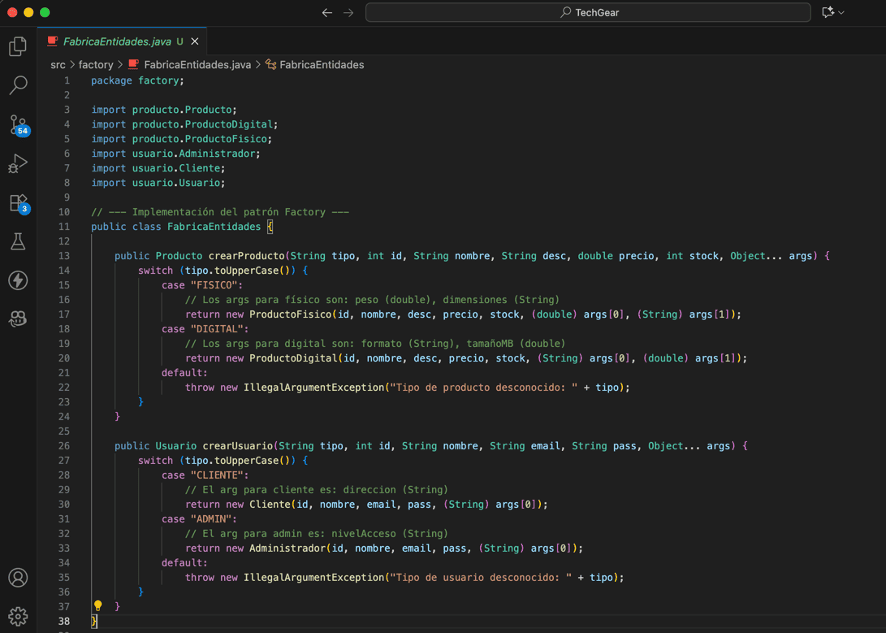 TechGear
FabricaEntidades.java U
src > factory > FabricaEntidades.java > FabricaEntidades
1 package factory;
2
3 import producto.Producto;
4 import producto.ProductoDigital;
5 import producto.ProductoFisico;
6 import usuario.Administrador;
7 import usuario.Cliente;
8 import usuario.Usuario;
9
10 // --- Implementación del patrón Factory ---
11 public class FabricaEntidades {
12
13 public Producto crearProducto(String tipo, int id, String nombre, String desc, double precio, int stock, Object... args) {
14 switch (tipo.toUpperCase()) {
15 case "FISICO":
16 // Los args para físico son: peso (double), dimensiones (String)
17 return new ProductoFisico(id, nombre, desc, precio, stock, (double) args[0], (String) args[1]);
18 case "DIGITAL":
19 // Los args para digital son: formato (String), tamañoMB (double)
20 return new ProductoDigital(id, nombre, desc, precio, stock, (String) args[0], (double) args[1]);
21 default:
22 throw new IllegalArgumentException("Tipo de producto desconocido: " + tipo);
23 }
24 }
25
26 public Usuario crearUsuario(String tipo, int id, String nombre, String email, String pass, Object... args) {
27 switch (tipo.toUpperCase()) {
28 case "CLIENTE":
29 // El arg para cliente es: direccion (String)
30 return new Cliente(id, nombre, email, pass, (String) args[0]);
31 case "ADMIN":
32 // El arg para admin es: nivelAcceso (String)
33 return new Administrador(id, nombre, email, pass, (String) args[0]);
34 default:
35 throw new IllegalArgumentException("Tipo de usuario desconocido: " + tipo);
36 }
37 }
38 }
54
3